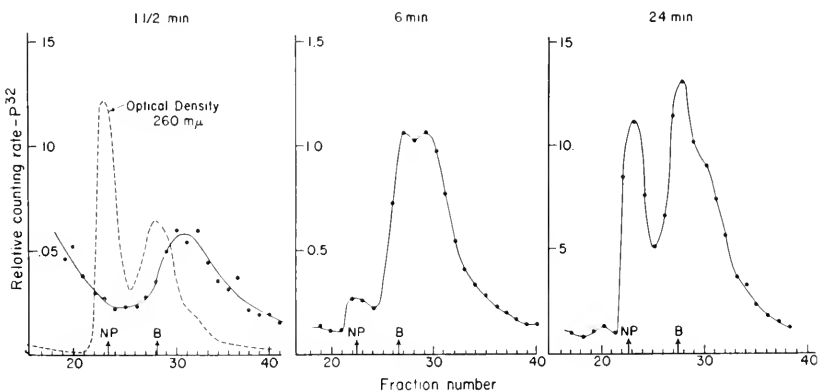 1 1/2 min
6 min
24 min
Relative counting rate - P32
.15
.10
.05
Optical Density
260 mμ
NP
B
20
30
40
1.5
1.0
0.5
NP
B
20
30
40
15
10
5
NP
B
20
30
40
Fraction number